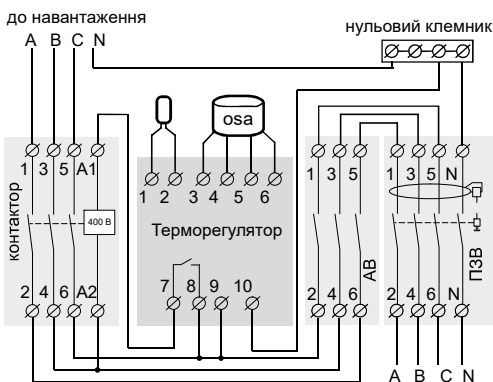 до навантаження
нульовий клемник
A B C N
osa
1 3 5 A1
1 2 3 4 5 6
1 3 5
1 3 5 N
контактор
400 В
Терморегулятор
АВ
ПЗВ
7 8 9 10
2 4 6 A2
2 4 6
2 4 6 N
A B C N